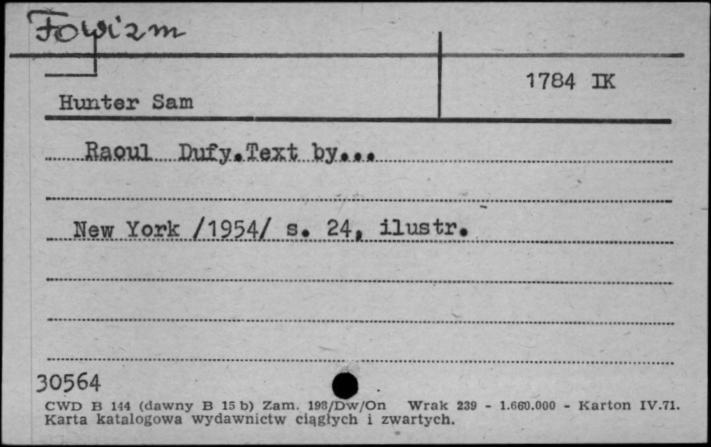 Fowizm
1784 IK
Hunter Sam
Raoul Dufy.Text by...
New York /1954/ s. 24, ilustr.
30564
CWD B 144 (dawny B 15 b) Zam. 198/Dw/On Wrak 239 - 1.660.000 - Karton IV.71.
Karta katalogowa wydawnictw ciągłych i zwartych.